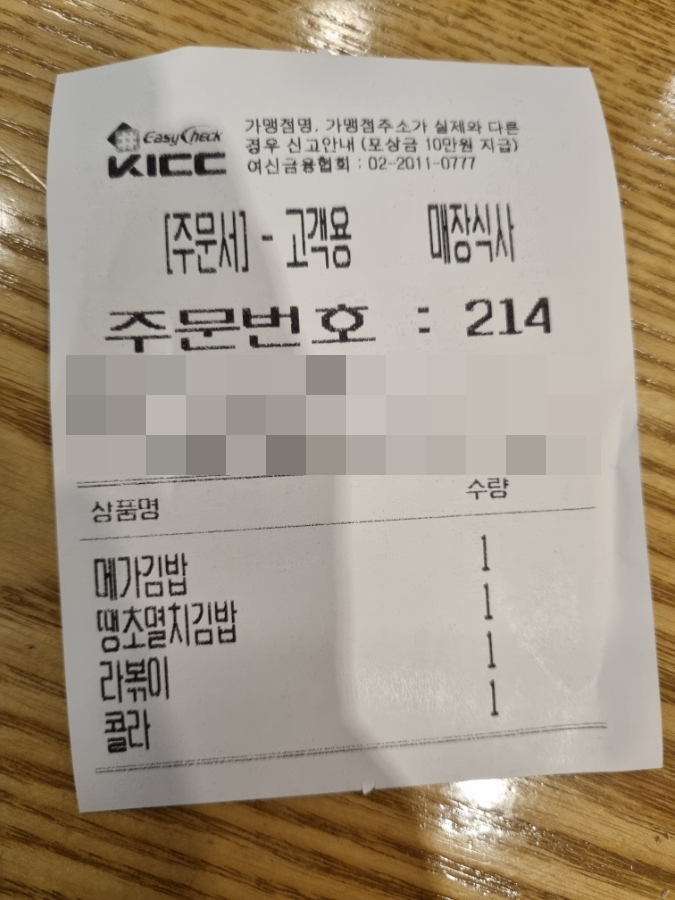 EasyCheck
KICC
가맹점명, 가맹점주소가 실제와 다른
경우 신고안내 (포상금 10만원 지급)
여신금융협회 : 02-2011-0777
[주문서] - 고객용 매장식사
주문번호 : 214
상품명 수량
메가김밥 1
땡초멸치김밥 1
라볶이 1
콜라 1